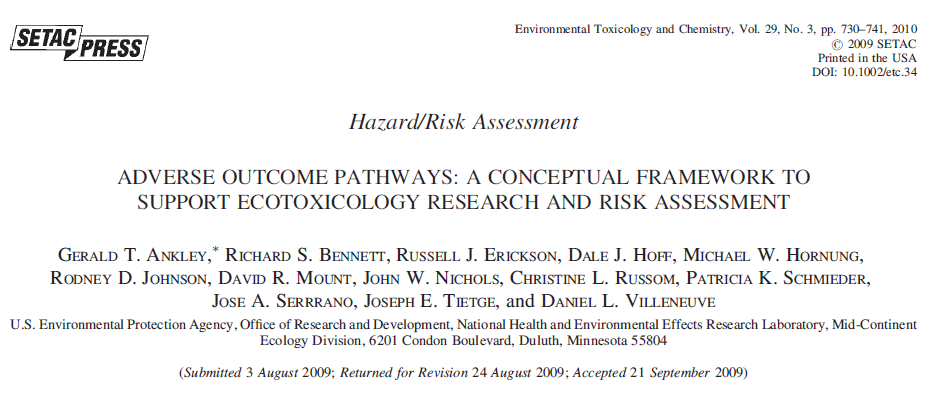 SETAC PRESS
Environmental Toxicology and Chemistry, Vol. 29, No. 3, pp. 730–741, 2010
© 2009 SETAC
Printed in the USA
DOI: 10.1002/etc.34
Hazard/Risk Assessment
ADVERSE OUTCOME PATHWAYS: A CONCEPTUAL FRAMEWORK TO
SUPPORT ECOTOXICOLOGY RESEARCH AND RISK ASSESSMENT
GERALD T. ANKLEY,* RICHARD S. BENNETT, RUSSELL J. ERICKSON, DALE J. HOFF, MICHAEL W. HORNUNG,
RODNEY D. JOHNSON, DAVID R. MOUNT, JOHN W. NICHOLS, CHRISTINE L. RUSSOM, PATRICIA K. SCHMIEDER,
JOSE A. SERRRANO, JOSEPH E. TIETGE, and DANIEL L. VILLENEUVE
U.S. Environmental Protection Agency, Office of Research and Development, National Health and Environmental Effects Research Laboratory, Mid-Continent
Ecology Division, 6201 Condon Boulevard, Duluth, Minnesota 55804
(Submitted 3 August 2009; Returned for Revision 24 August 2009; Accepted 21 September 2009)